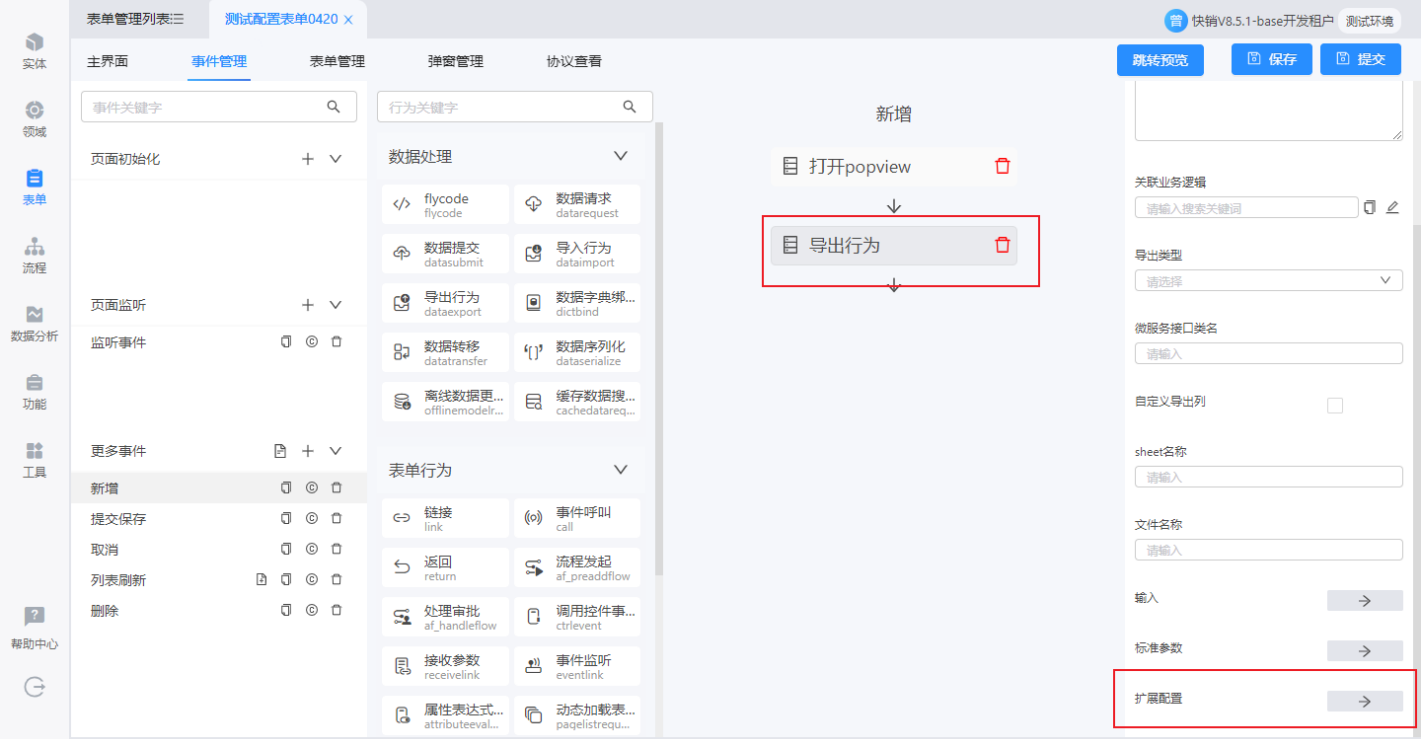 表单管理列表
测试配置表单0420
曾
快销V8.5.1-base开发租户
测试环境
实体
领域
表单
流程
数据分析
功能
工具
帮助中心
主界面
事件管理
表单管理
弹窗管理
协议查看
跳转预览
保存
提交
事件关键字
页面初始化
页面监听
监听事件
更多事件
新增
提交保存
取消
列表刷新
删除
行为关键字
数据处理
flycode
flycode
数据请求
datarequest
数据提交
datasubmit
导入行为
dataimport
导出行为
dataexport
数据字典绑...
dictbind
数据转移
datatransfer
数据序列化
dataserialize
离线数据更...
offlinemodelr...
缓存数据搜...
cachedatareq...
表单行为
链接
link
事件呼叫
call
返回
return
流程发起
af_preaddflow
处理审批
af_handleflow
调用控件事...
ctrlevent
接收参数
receivelink
事件监听
eventlink
属性表达式...
attributeeval...
动态加载表...
pagelistrequ...
新增
打开popview
导出行为
关联业务逻辑
请输入搜索关键词
导出类型
请选择
微服务接口类名
请输入
自定义导出列
sheet名称
请输入
文件名称
请输入
输入
标准参数
扩展配置